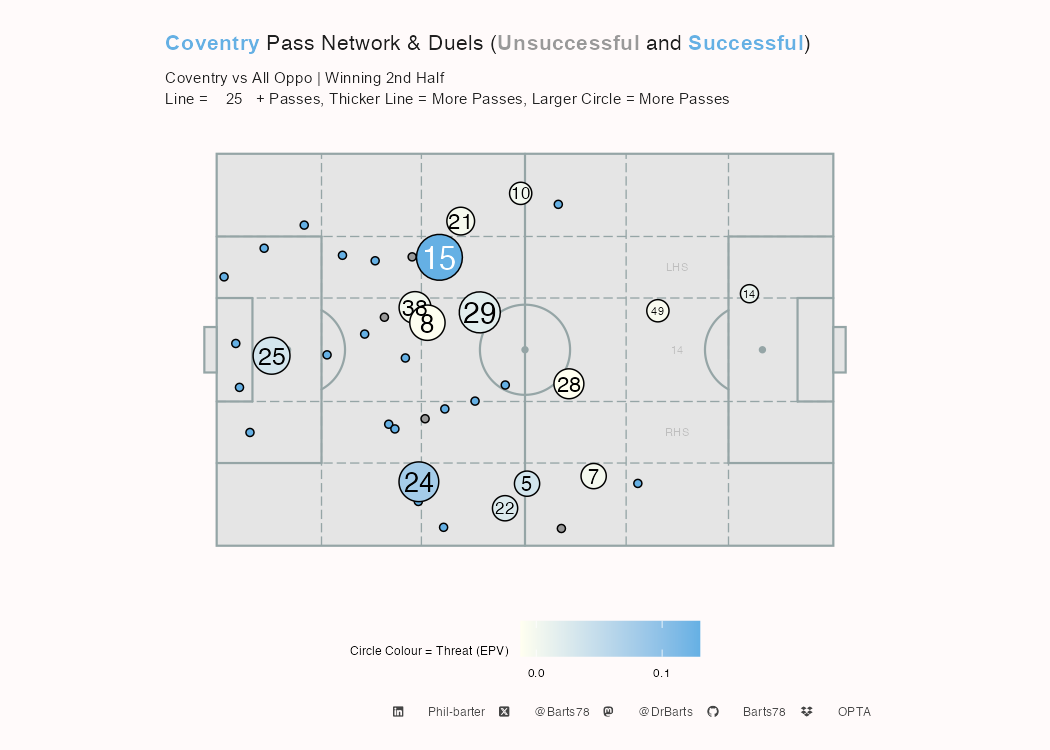 Coventry Pass Network & Duels (Unsuccessful and Successful)
Coventry vs All Oppo | Winning 2nd Half
Line = 25 + Passes, Thicker Line = More Passes, Larger Circle = More Passes
10
21
15
LHS
14
38
29
49
8
14
25
28
RHS
7
24
5
22
Circle Colour = Threat (EPV)
0.0 0.1
Phil-barter @Barts78 @DrBarts Barts78 OPTA